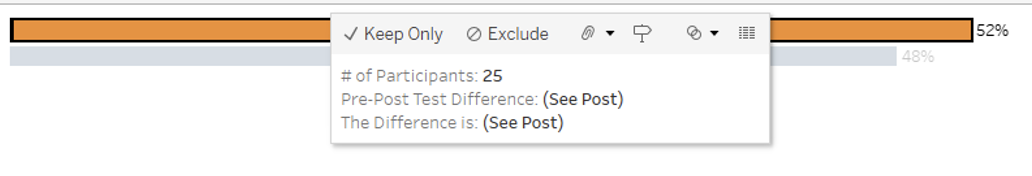 Keep Only Exclude
52%
48%
# of Participants: 25
Pre-Post Test Difference: (See Post)
The Difference is: (See Post)